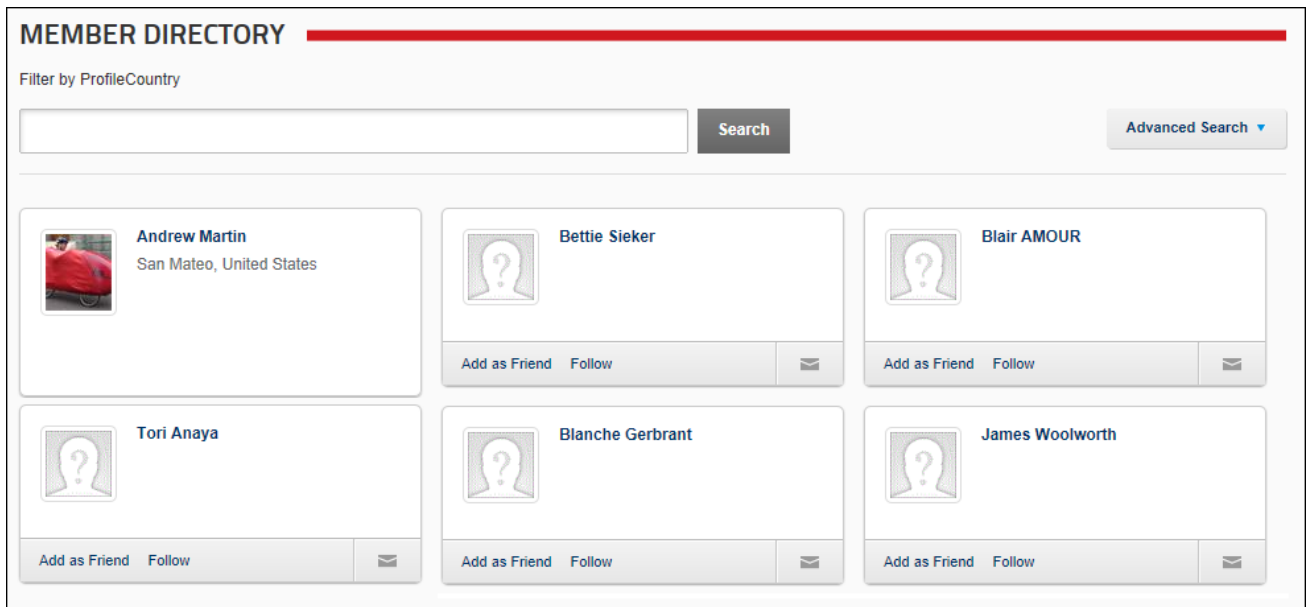 MEMBER DIRECTORY
Filter by ProfileCountry
Search
Advanced Search
Andrew Martin
San Mateo, United States
Bettie Sieker
Add as Friend Follow
Blair AMOUR
Add as Friend Follow
Tori Anaya
Add as Friend Follow
Blanche Gerbrant
Add as Friend Follow
James Woolworth
Add as Friend Follow